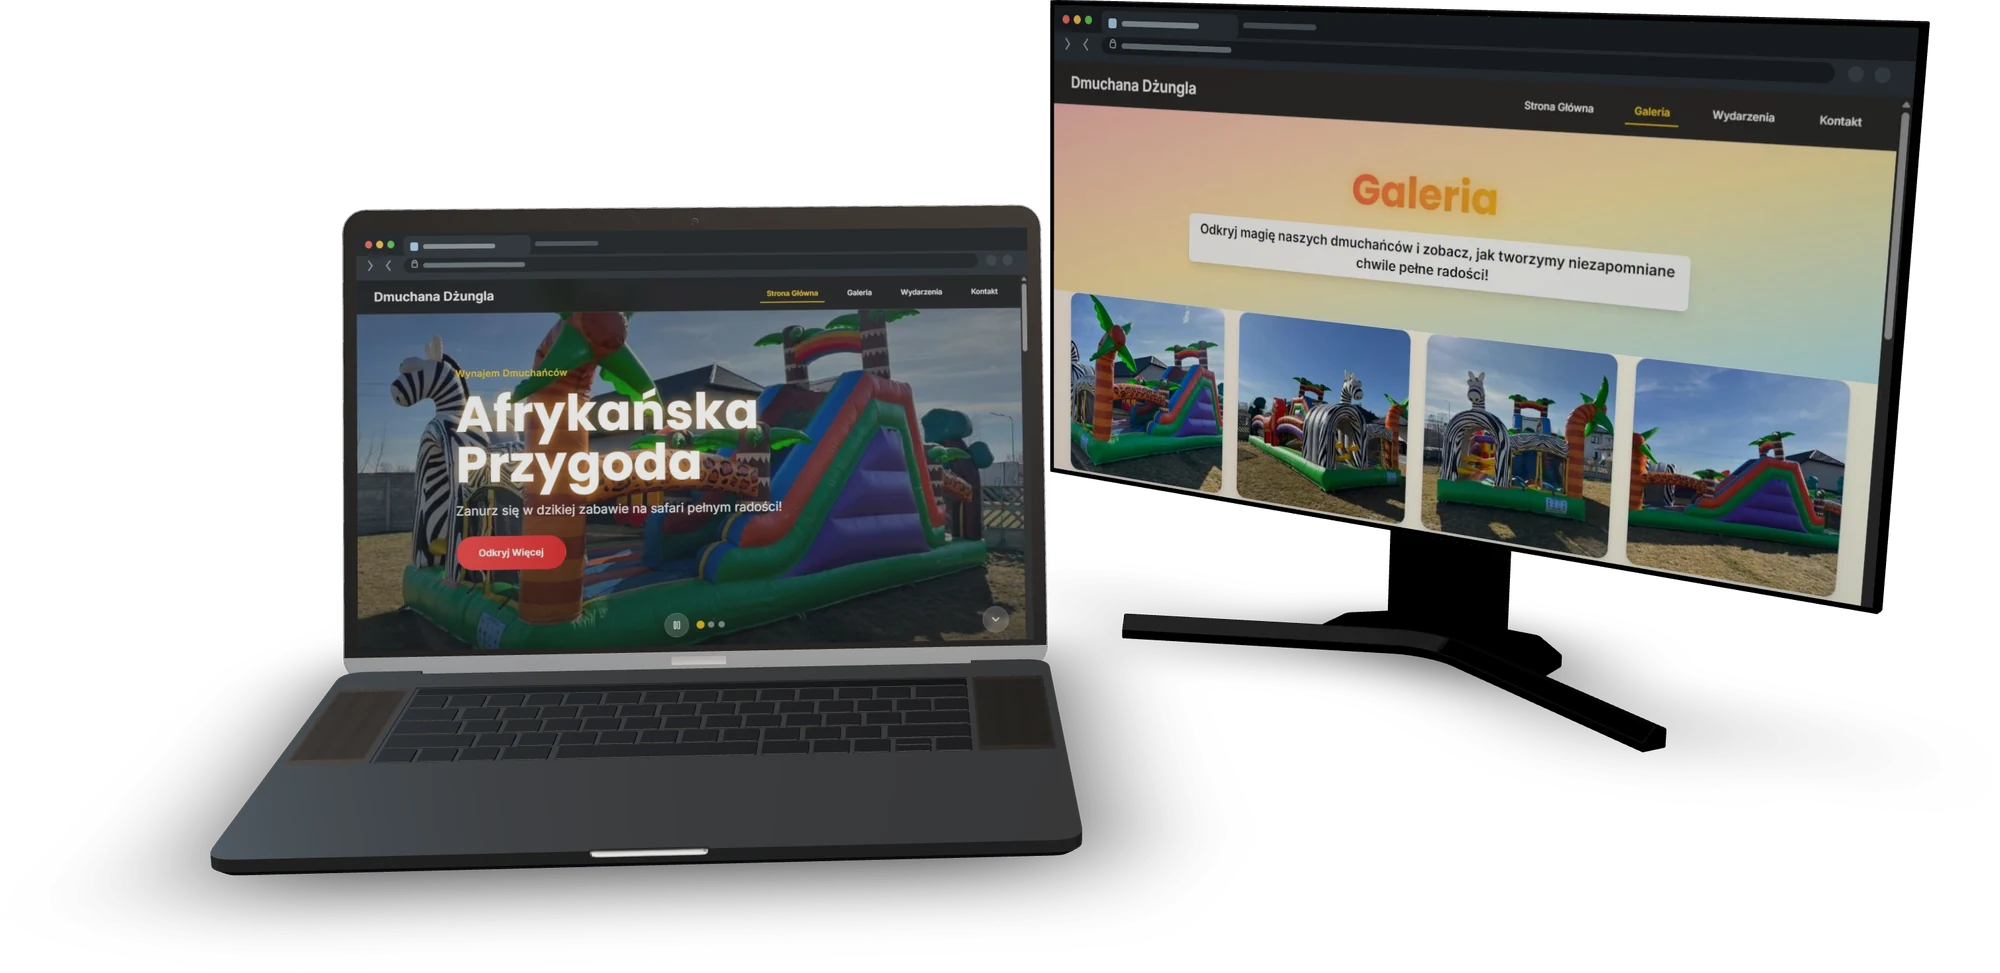 Dmuchana Dżungla
Strona Główna
Galeria
Wydarzenia
Kontakt
Wynajem Dmuchańców
Afrykańska
Przygoda
Zanurz się w dzikiej zabawie na safari pełnym radości!
Odkryj Więcej
Dmuchana Dżungla
Strona Główna
Galeria
Wydarzenia
Kontakt
Galeria
Odkryj magię naszych dmuchańców i zobacz, jak tworzymy niezapomniane
chwile pełne radości!